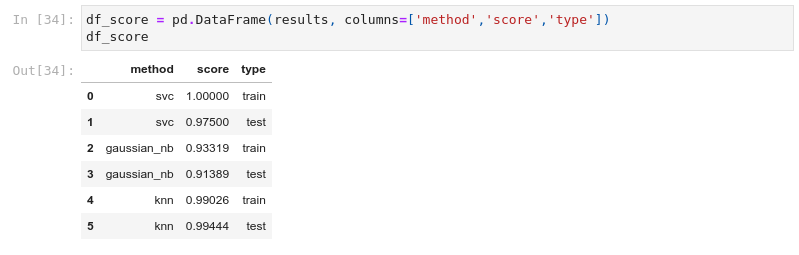 In [34]: df_score = pd.DataFrame(results, columns=['method','score','type'])
df_score
Out[34]:
method score type
0 svc 1.00000 train
1 svc 0.97500 test
2 gaussian_nb 0.93319 train
3 gaussian_nb 0.91389 test
4 knn 0.99026 train
5 knn 0.99444 test